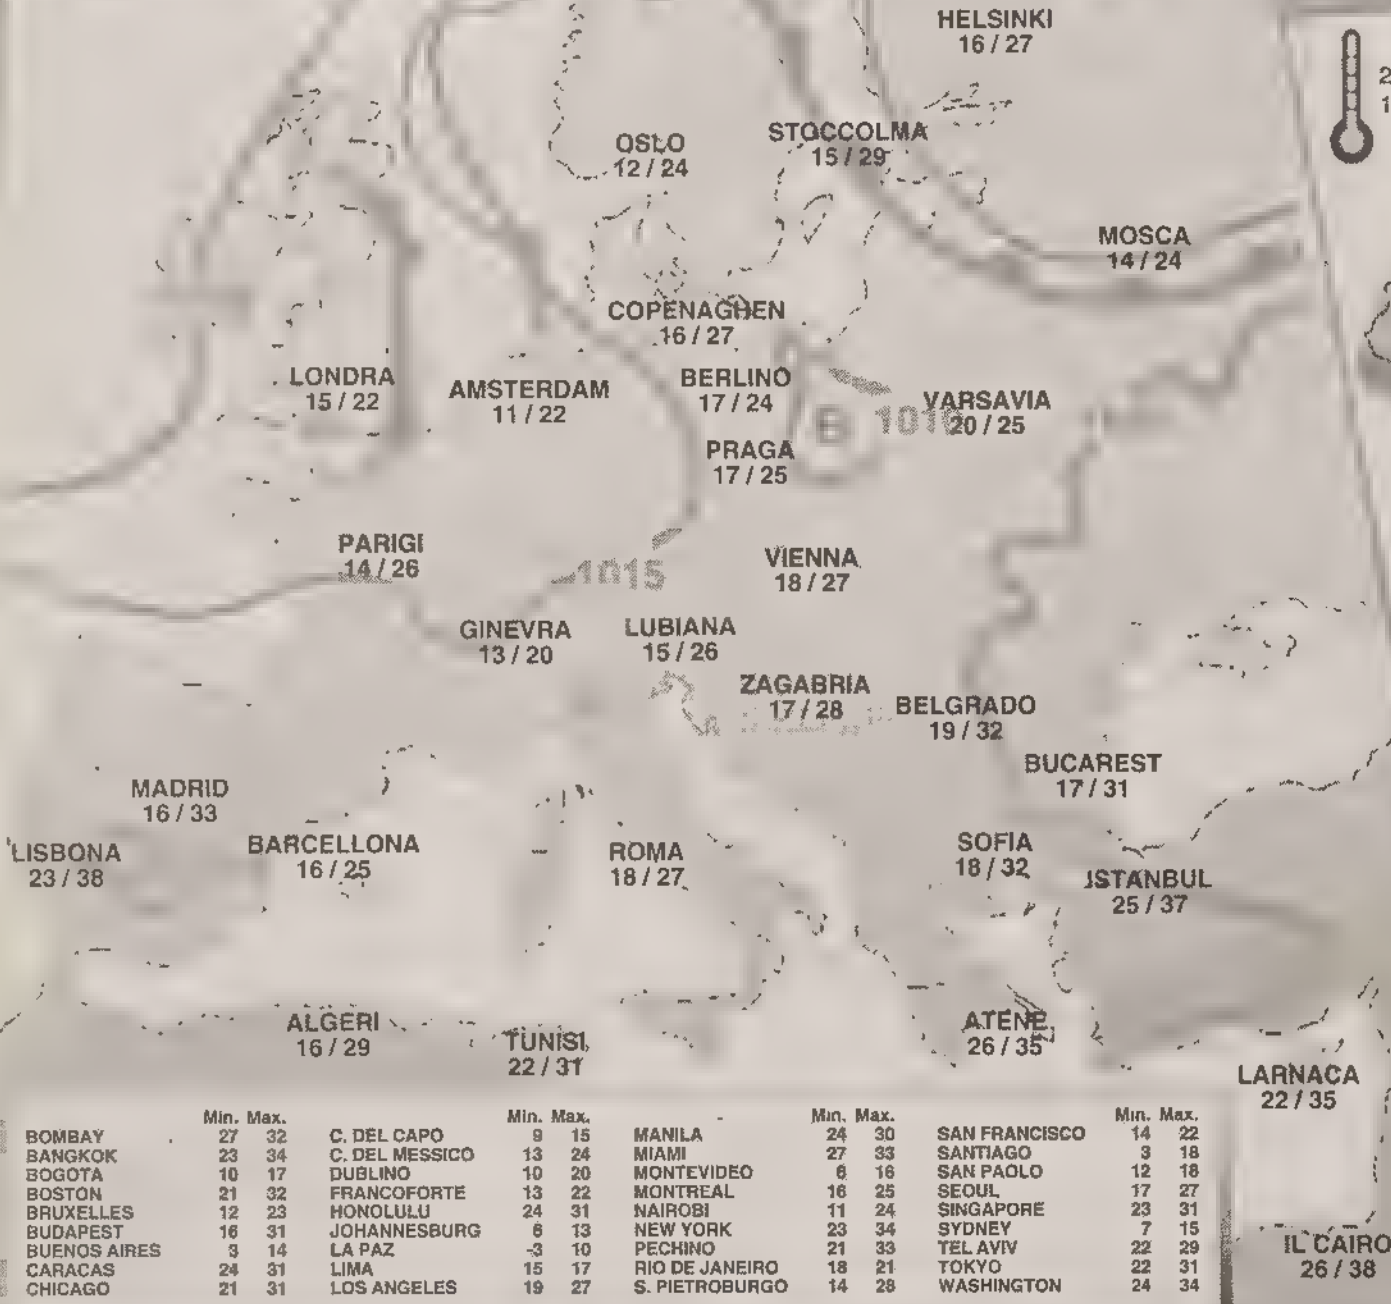 HELSINKI
16 / 27
2
1
OSLO
12 / 24
STOCCOLMA
15 / 29
MOSCA
14 / 24
COPENAGHEN
16 / 27
LONDRA
15 / 22
AMSTERDAM
11 / 22
BERLINO
17 / 24
B
VARSAVIA
20 / 25
PRAGA
17 / 25
PARIGI
14 / 26
1015
VIENNA
18 / 27
GINEVRA
13 / 20
LUBIANA
15 / 26
ZAGABRIA
17 / 28
BELGRADO
19 / 32
BUCAREST
17 / 31
MADRID
16 / 33
LISBONA
23 / 38
BARCELLONA
16 / 25
ROMA
18 / 27
SOFIA
18 / 32
ISTANBUL
25 / 37
ALGERI
16 / 29
TUNISI
22 / 31
ATENE
26 / 35
LARNACA
22 / 35
IL CAIRO
26 / 38
Min. Max. Min. Max. Min. Max. Min. Max.
BOMBAY 27 32 C. DEL CAPO 9 15 MANILA 24 30 SAN FRANCISCO 14 22
BANGKOK 23 34 C. DEL MESSICO 13 24 MIAMI 27 33 SANTIAGO 3 18
BOGOTA 10 17 DUBLINO 10 20 MONTEVIDEO 6 16 SAN PAOLO 12 18
BOSTON 21 32 FRANCOFORTE 13 22 MONTREAL 16 25 SEOUL 17 27
BRUXELLES 12 23 HONOLULU 24 31 NAIROBI 11 24 SINGAPORE 23 31
BUDAPEST 16 31 JOHANNESBURG 6 13 NEW YORK 23 34 SYDNEY 7 15
BUENOS AIRES 3 14 LA PAZ -3 10 PECHINO 21 33 TEL AVIV 22 29
CARACAS 24 31 LIMA 15 17 RIO DE JANEIRO 18 21 TOKYO 22 31
CHICAGO 21 31 LOS ANGELES 19 27 S. PIETROBURGO 14 28 WASHINGTON 24 34